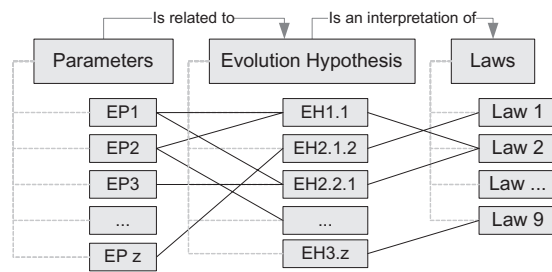 Is related to
Is an interpretation of
Parameters
Evolution Hypothesis
Laws
EP1
EH1.1
Law 1
EP2
EH2.1.2
Law 2
EP3
EH2.2.1
Law ...
...
...
Law 9
EP z
EH3.z